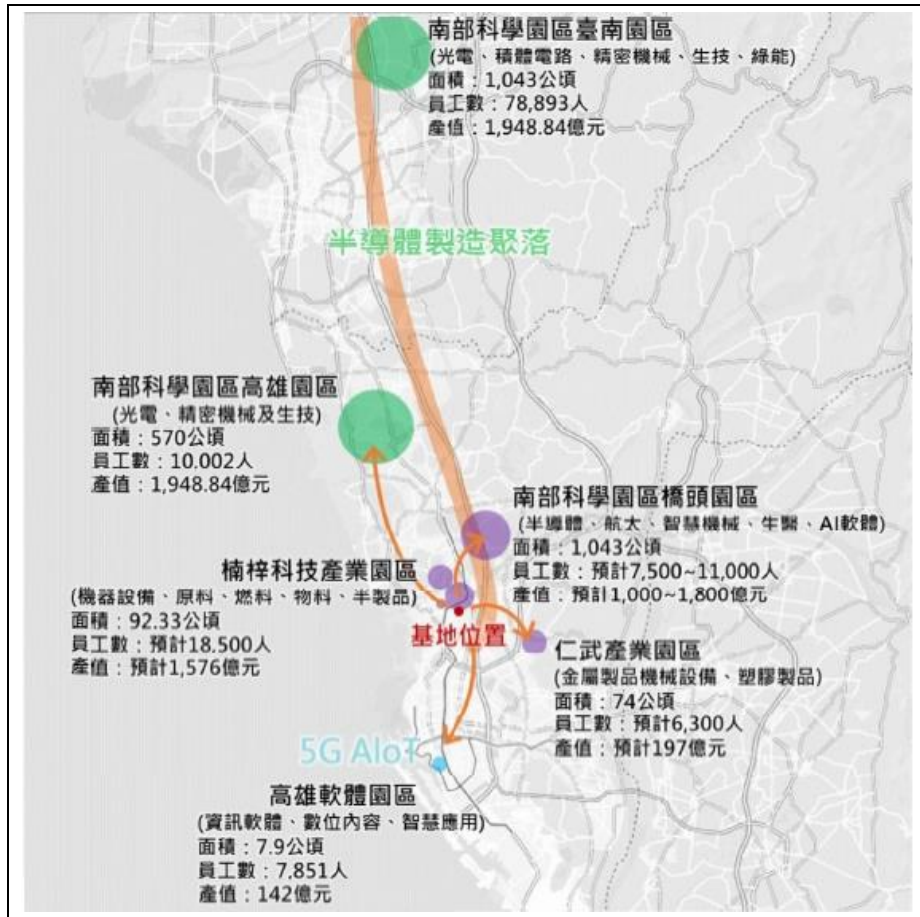 南部科學園區臺南園區
(光電、積體電路、精密機械、生技、綠能)
面積：1,043公頃
員工數：78,893人
產值：1,948.84億元
半導體製造聚落
南部科學園區高雄園區
(光電、精密機械及生技)
面積：570公頃
員工數：10.002人
產值：1,948.84億元
南部科學園區橋頭園區
(半導體、航太、智慧機械、生醫、AI軟體)
面積：1,043公頃
員工數：預計7,500~11,000人
產值：預計1,000~1,800億元
楠梓科技產業園區
(機器設備、原料、燃料、物料、半製品)
面積：92.33公頃
員工數：預計18,500人
產值：預計1,576億元
基地位置
仁武產業園區
(金屬製品機械設備、塑膠製品)
面積：74公頃
員工數：預計6,300人
產值：預計197億元
5G AIoT
高雄軟體園區
(資訊軟體、數位內容、智慧應用)
面積：7.9公頃
員工數：7,851人
產值：142億元